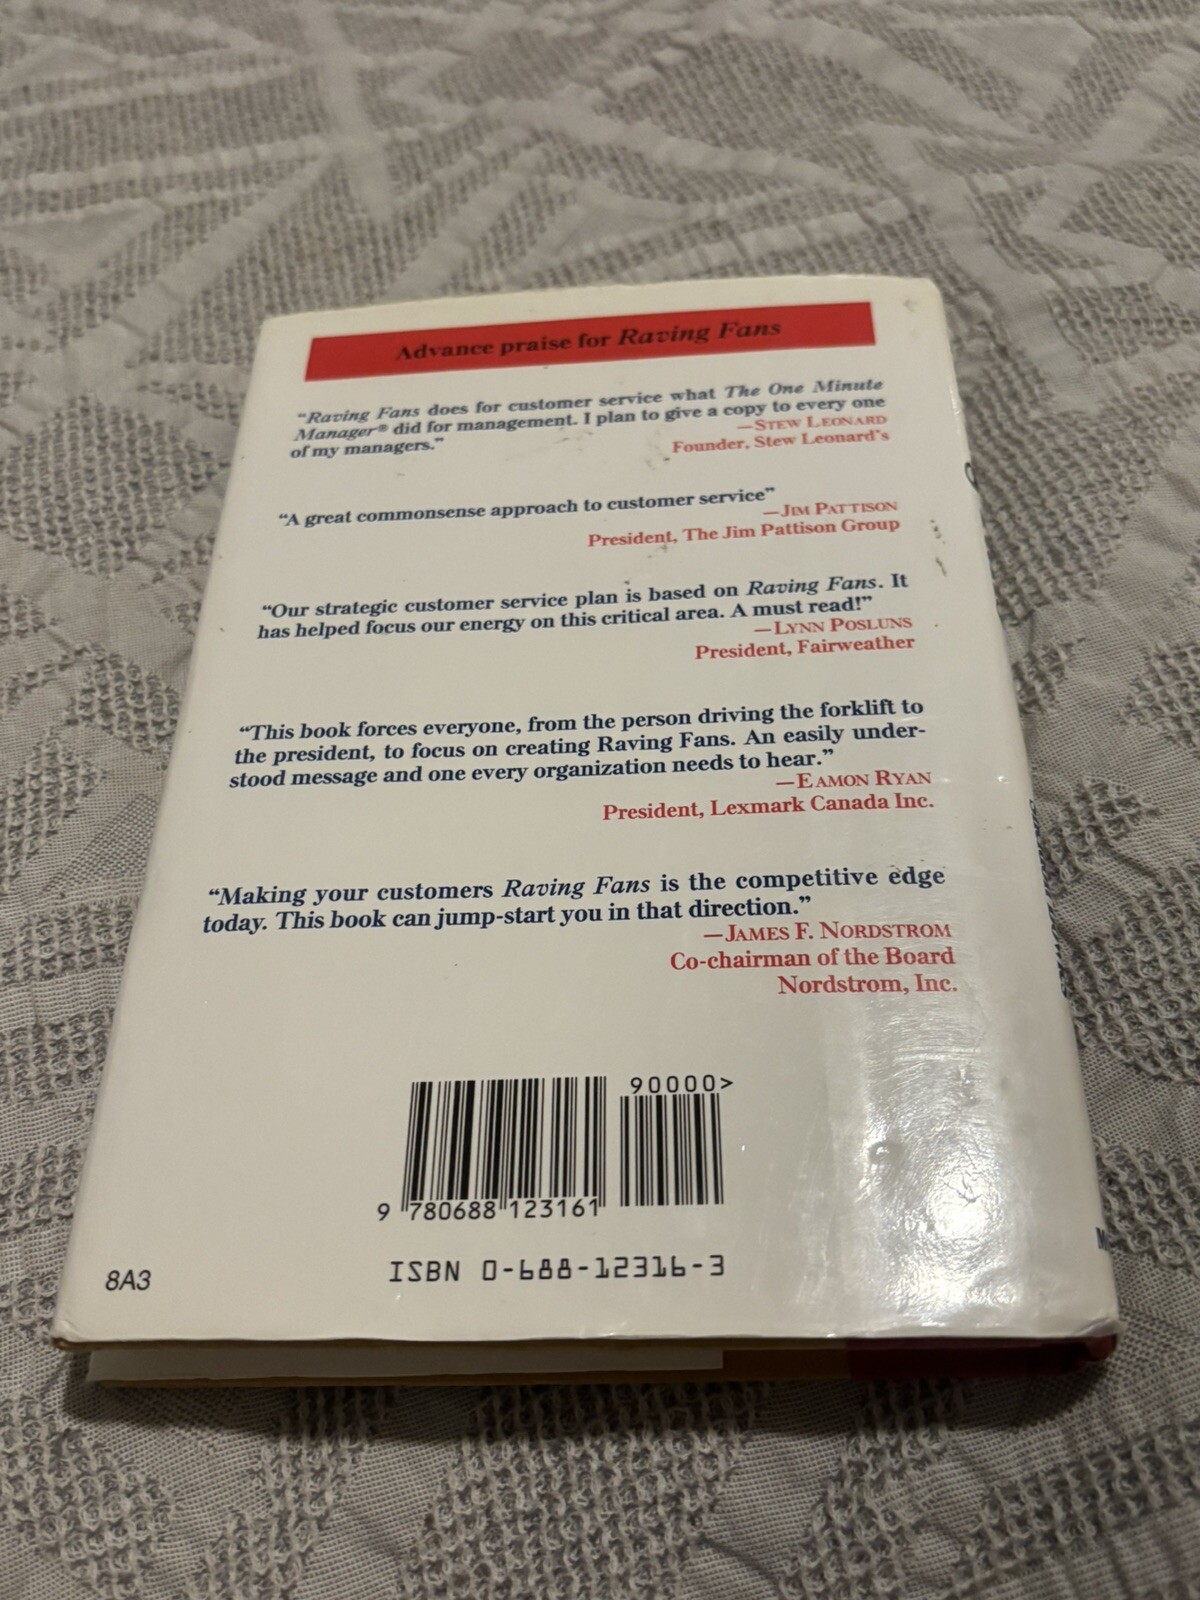 Advance praise for Raving Fans
“Raving Fans does for customer service what The One Minute
Manager® did for management. I plan to give a copy to every one
of my managers.”
—STEW LEONARD
Founder, Stew Leonard's
“A great commonsense approach to customer service”
—JIM PATTISON
President, The Jim Pattison Group
“Our strategic customer service plan is based on Raving Fans. It
has helped focus our energy on this critical area. A must read!”
—LYNN POSLUNS
President, Fairweather
“This book forces everyone, from the person driving the forklift to
the president, to focus on creating Raving Fans. An easily under-
stood message and one every organization needs to hear.”
—EAMON RYAN
President, Lexmark Canada Inc.
“Making your customers Raving Fans is the competitive edge
today. This book can jump-start you in that direction.”
—JAMES F. NORDSTROM
Co-chairman of the Board
Nordstrom, Inc.
90000>
9 780688 123161
ISBN 0-688-12316-3
8A3